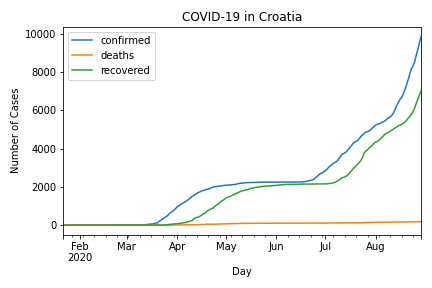 COVID-19 in Croatia
confirmed
deaths
recovered
Number of Cases
10000
8000
6000
4000
2000
0
Feb Mar Apr May Jun Jul Aug
2020
Day